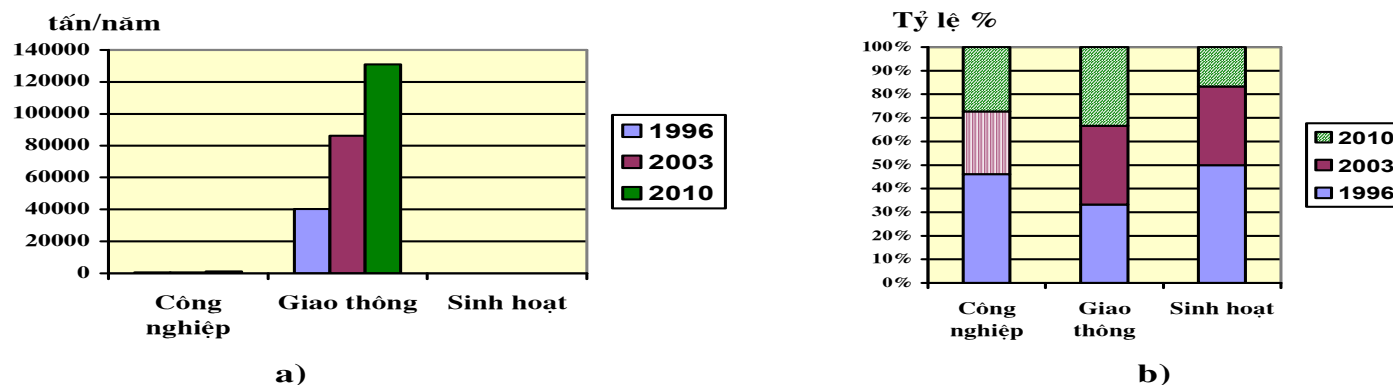 tấn/năm
140000
120000
100000
80000
60000
40000
20000
0
Công
nghiệp
Giao thông
Sinh hoạt
1996
2003
2010
a)
Tỷ lệ %
100%
90%
80%
70%
60%
50%
40%
30%
20%
10%
0%
Công
nghiệp
Giao
thông
Sinh hoạt
2010
2003
1996
b)